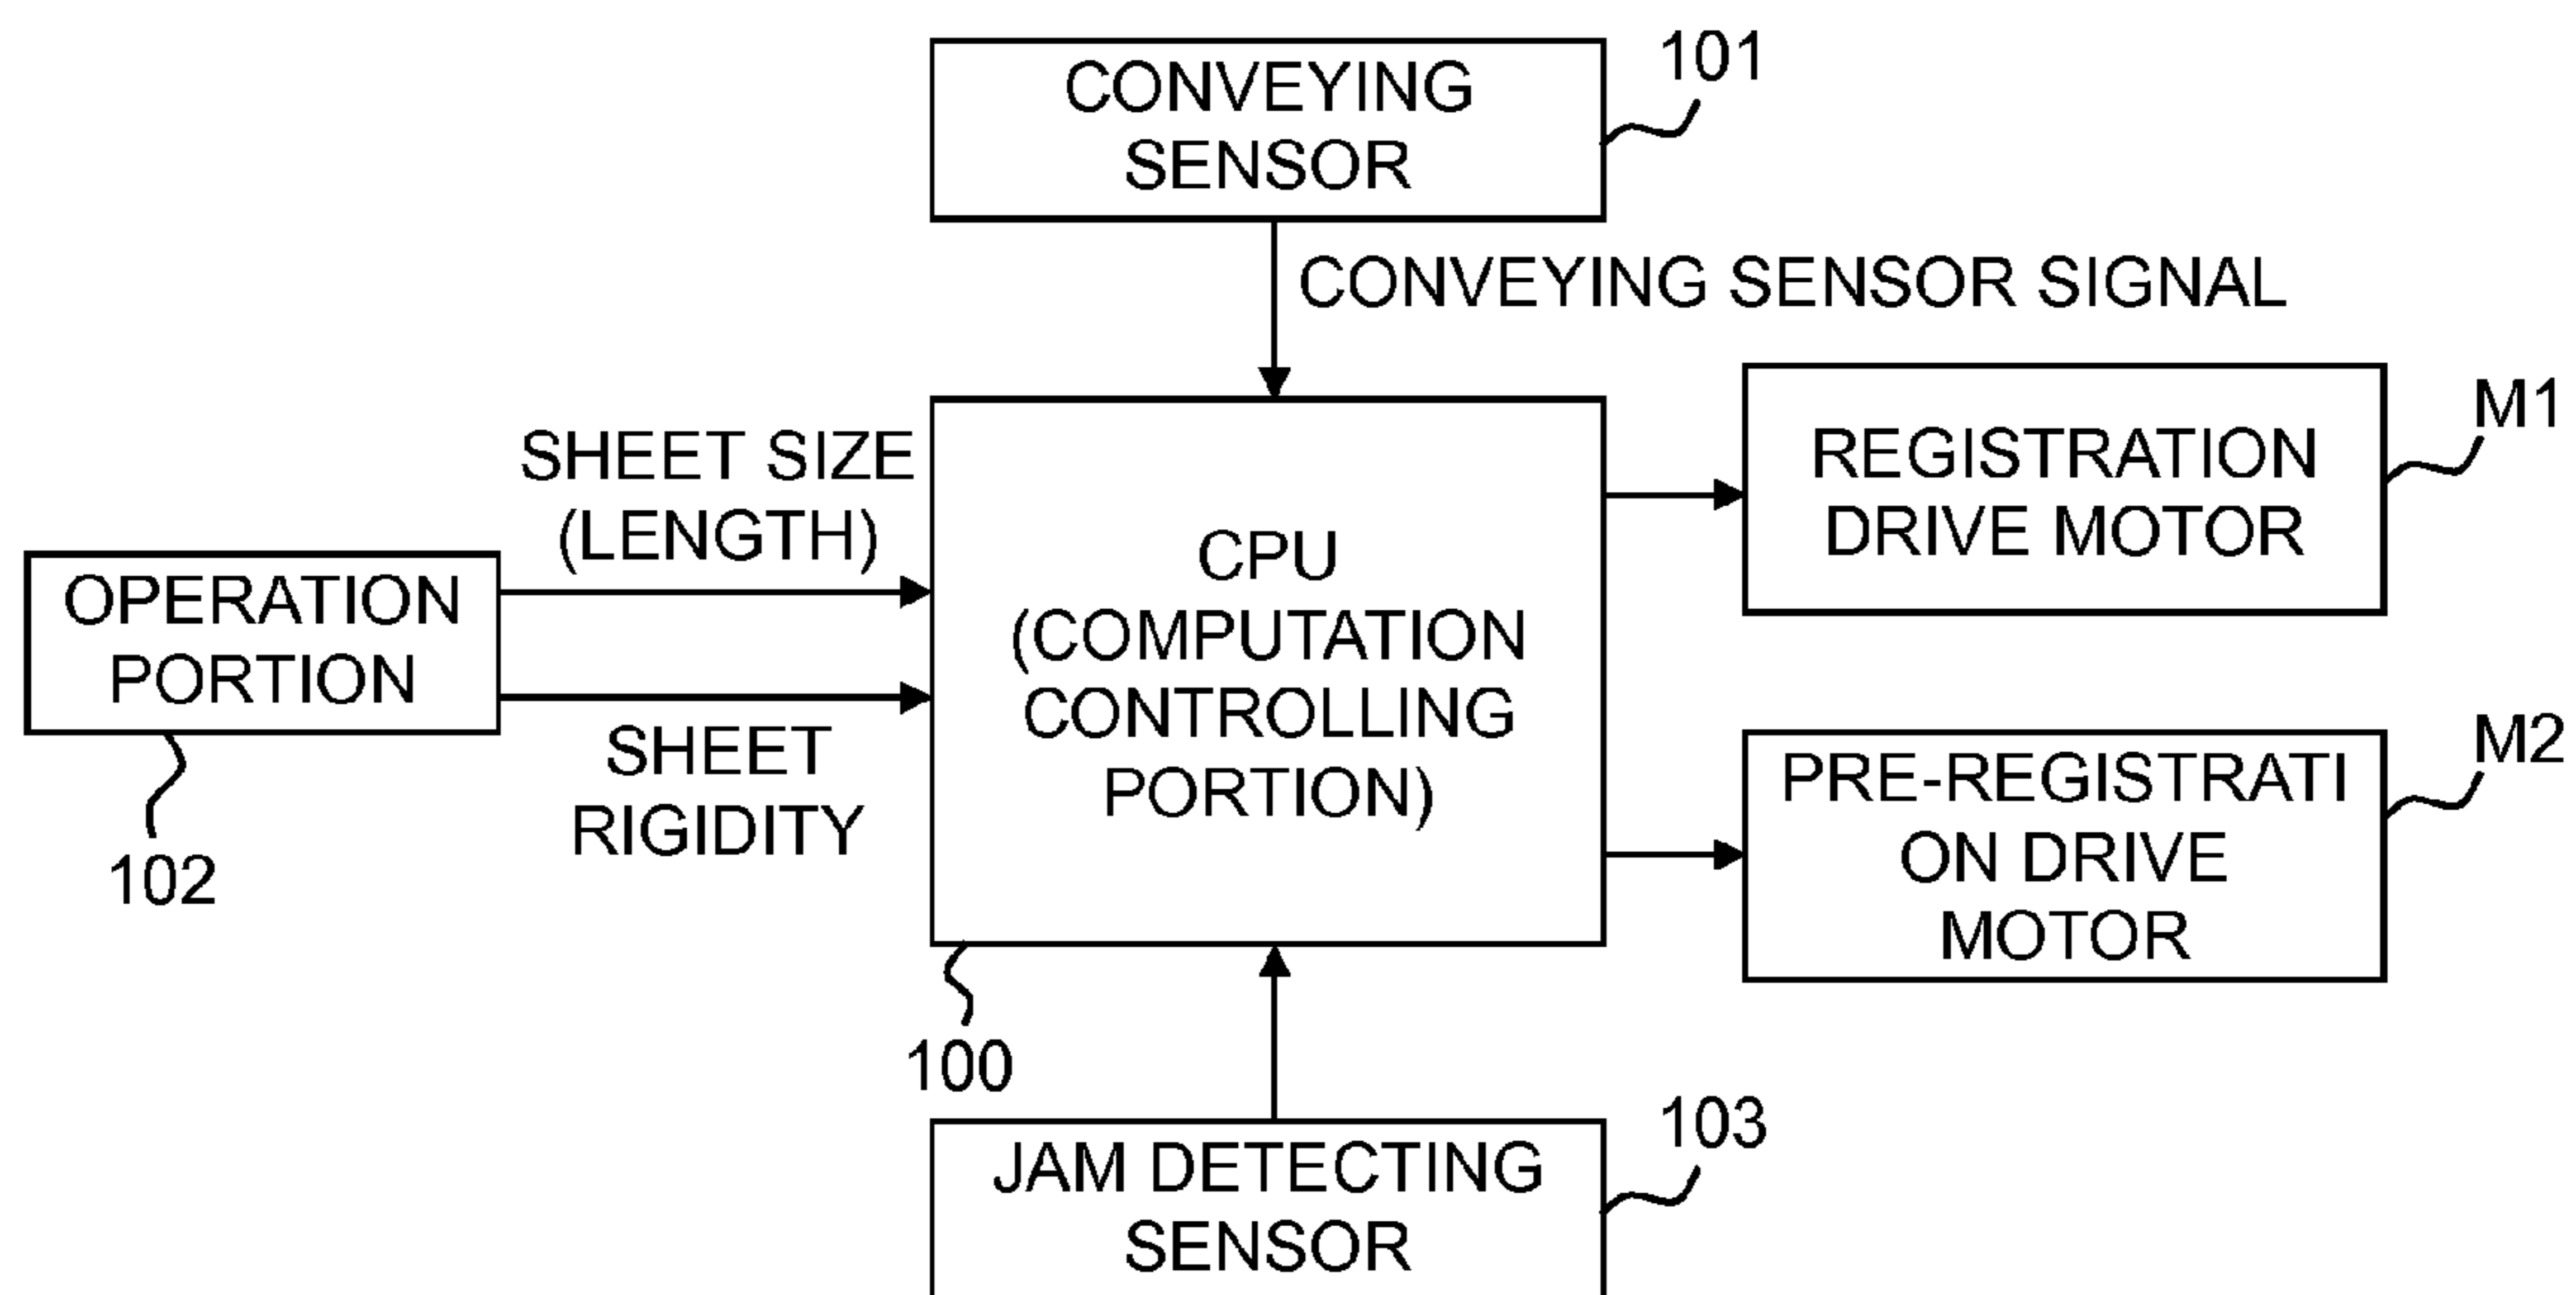 CONVEYING
SENSOR
101
CONVEYING SENSOR SIGNAL
OPERATION
PORTION
102
SHEET SIZE
(LENGTH)
SHEET
RIGIDITY
CPU
(COMPUTATION
CONTROLLING
PORTION)
100
REGISTRATION
DRIVE MOTOR
M1
PRE-REGISTRATI
ON DRIVE
MOTOR
M2
JAM DETECTING
SENSOR
103